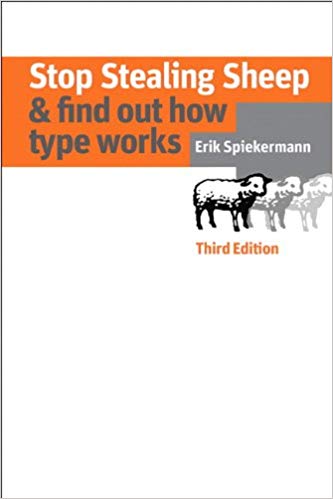 Stop Stealing Sheep
& find out how
type works
Erik Spiekermann
Third Edition